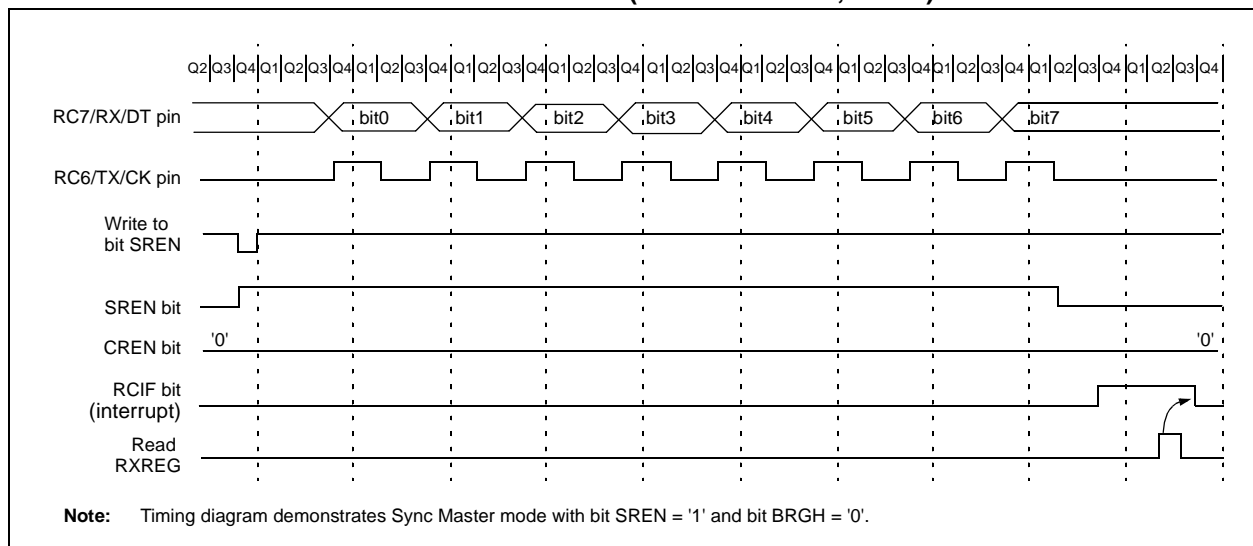 Q2 Q3 Q4 Q1 Q2 Q3 Q4 Q1 Q2 Q3 Q4 Q1 Q2 Q3 Q4 Q1 Q2 Q3 Q4 Q1 Q2 Q3 Q4 Q1 Q2 Q3 Q4 Q1 Q2 Q3 Q4 Q1 Q2 Q3 Q4 Q1 Q2 Q3 Q4 Q1 Q2 Q3 Q4
RC7/RX/DT pin bit0 bit1 bit2 bit3 bit4 bit5 bit6 bit7
RC6/TX/CK pin
Write to
bit SREN
SREN bit
CREN bit '0' '0'
RCIF bit
(interrupt)
Read
RXREG
Note: Timing diagram demonstrates Sync Master mode with bit SREN = '1' and bit BRGH = '0'.